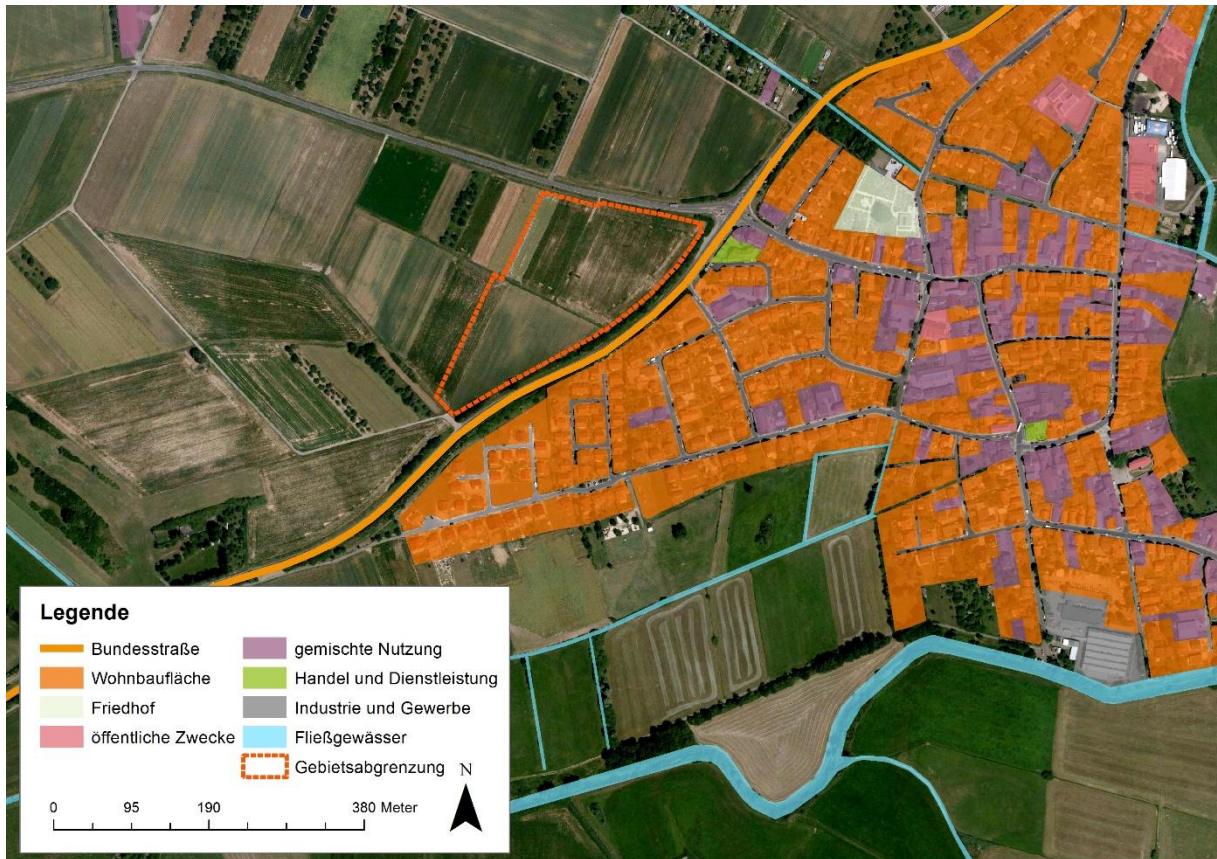 Legende
Bundesstraße
Wohnbaufläche
Friedhof
öffentliche Zwecke
gemischte Nutzung
Handel und Dienstleistung
Industrie und Gewerbe
Fließgewässer
Gebietsabgrenzung
N
0 95 190 380 Meter